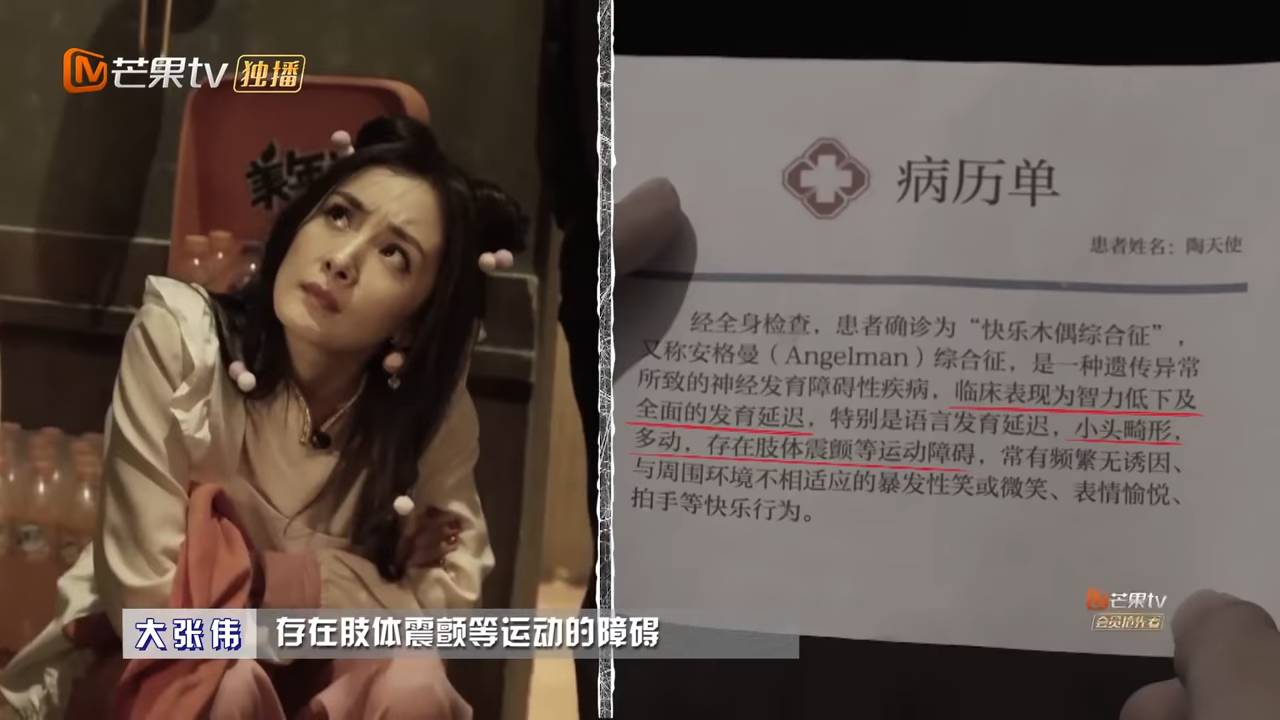 芒果tv 独播
美年
病历单
患者姓名：陶天使
经全身检查，患者确诊为“快乐木偶综合征”，
又称安格曼（Angelman）综合征，是一种遗传异常
所致的神经发育障碍性疾病，临床表现为智力低下及
全面的发育延迟，特别是语言发育延迟，小头畸形，
多动，存在肢体震颤等运动障碍，常有频繁无诱因、
与周围环境不相适应的暴发性笑或微笑、表情愉悦、
拍手等快乐行为。
芒果tv
会员抢先看
大张伟 存在肢体震颤等运动的障碍